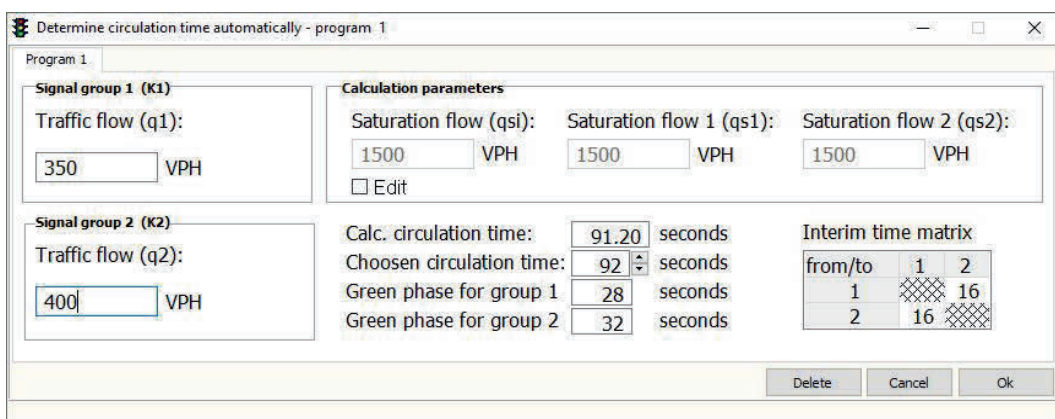 Determine circulation time automatically - program 1
Program 1
Signal group 1 (K1)
Traffic flow (q1):
350 VPH
Calculation parameters
Saturation flow (qsi): Saturation flow 1 (qs1): Saturation flow 2 (qs2):
1500 VPH 1500 VPH 1500 VPH
Edit
Signal group 2 (K2)
Traffic flow (q2):
400 VPH
Calc. circulation time: 91.20 seconds
Choosen circulation time: 92 seconds
Green phase for group 1 28 seconds
Green phase for group 2 32 seconds
Interim time matrix
from/to 1 2
1 16
2 16
Delete Cancel Ok